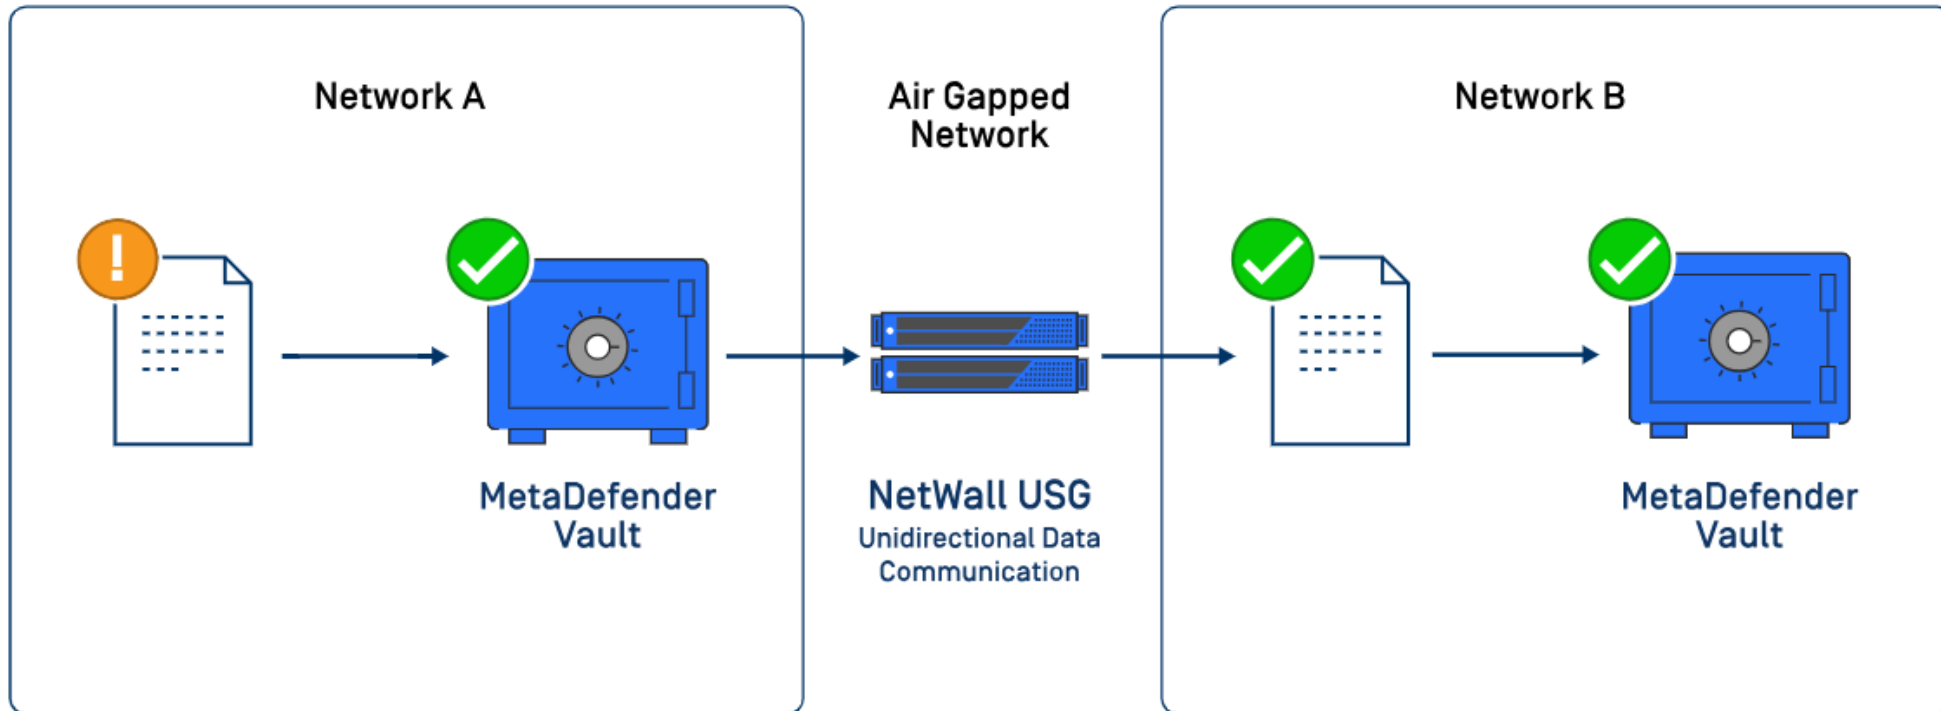 Network A
Air Gapped
Network
Network B
MetaDefender
Vault
NetWall USG
Unidirectional Data
Communication
MetaDefender
Vault